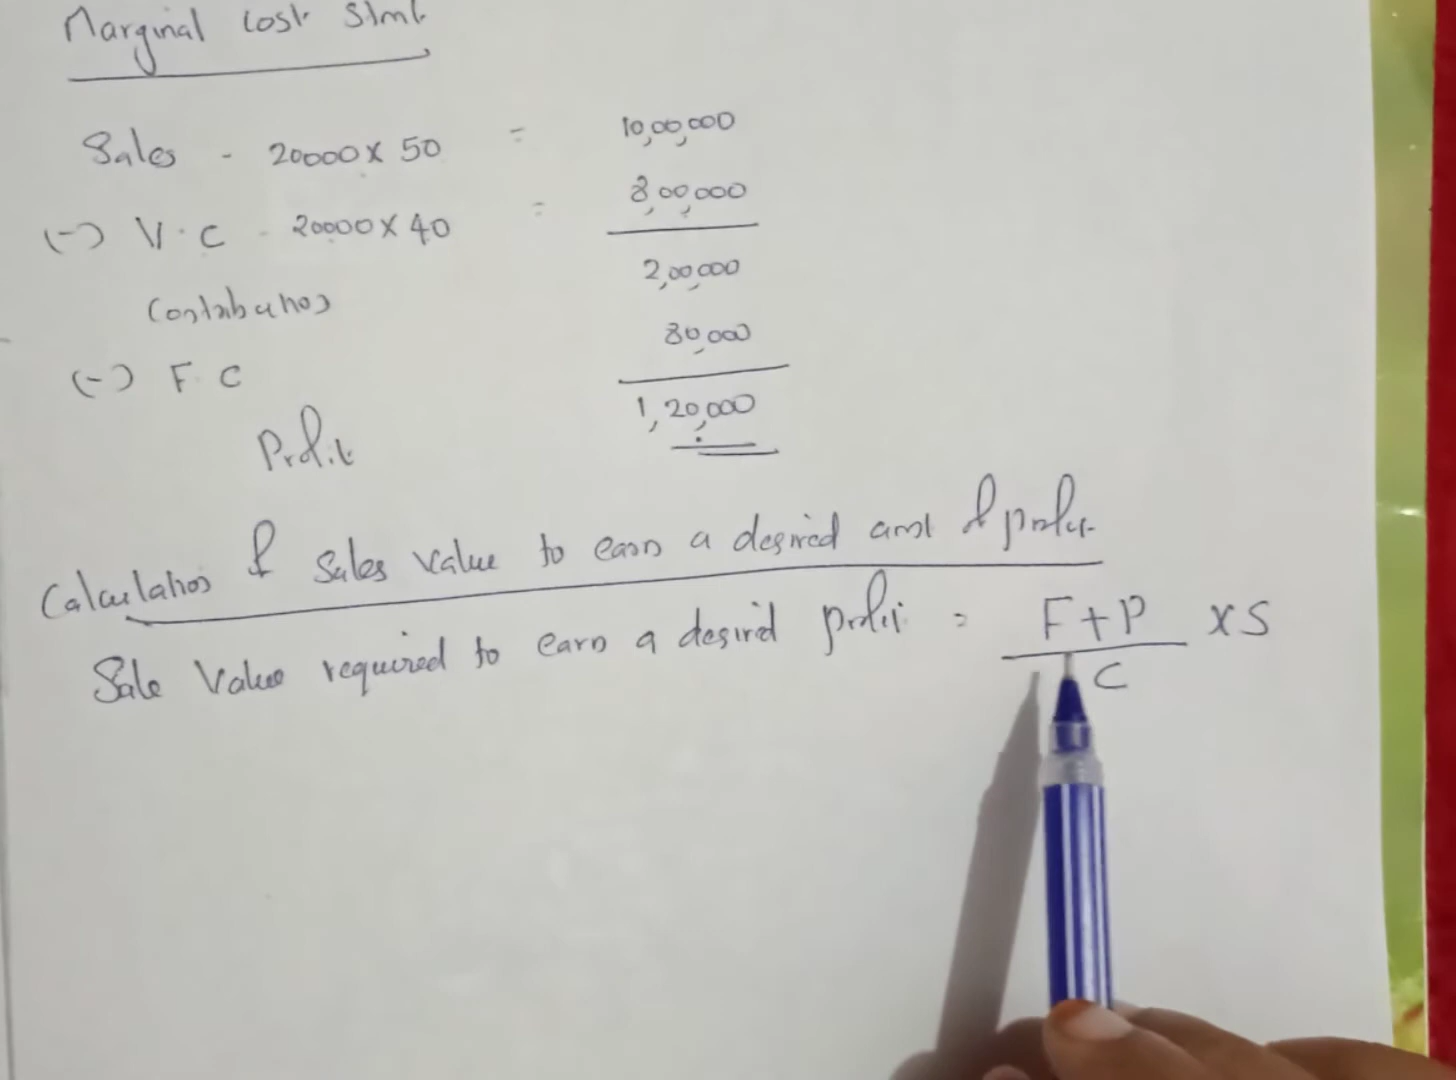 Marginal Cost Stmt.
Sales - 20000 X 50 = 10,00,000
(-) V.C - 20000 X 40 = 8,00,000
Contribution 2,00,000
(-) F.C 80,000
Profit 1,20,000
Calculation of Sales Value to earn a desired amt of profit
Sale Value required to earn a desired profit = F+P / C X S